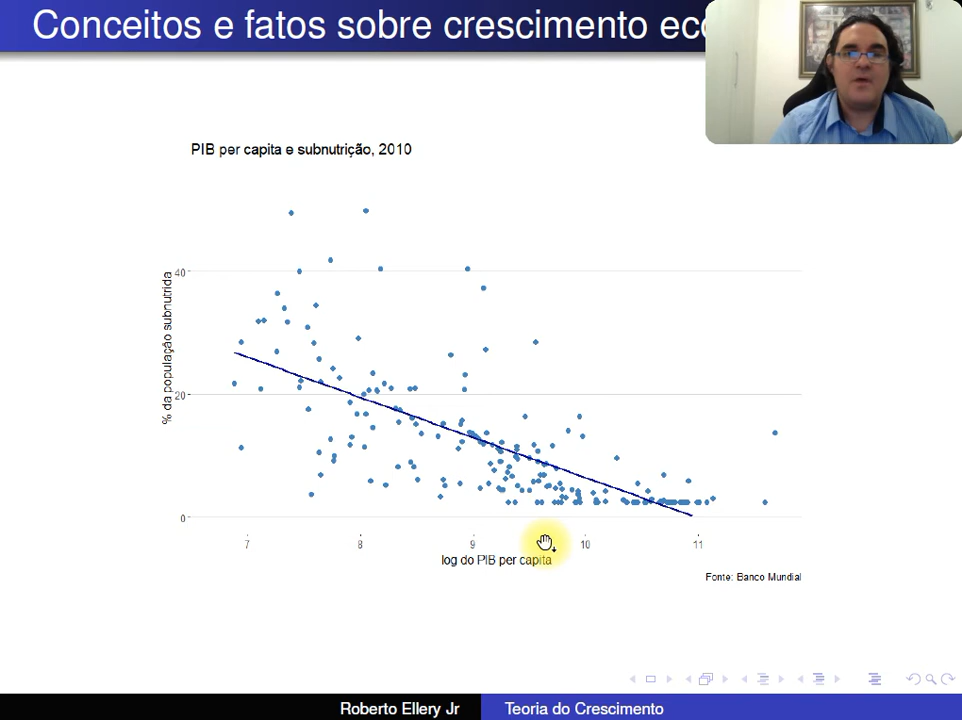 Conceitos e fatos sobre crescimento eco
PIB per capita e subnutrição, 2010
% da população subnutrida
40
20
0
7 8 9 10 11
log do PIB per capita
Fonte: Banco Mundial
Roberto Ellery Jr Teoria do Crescimento